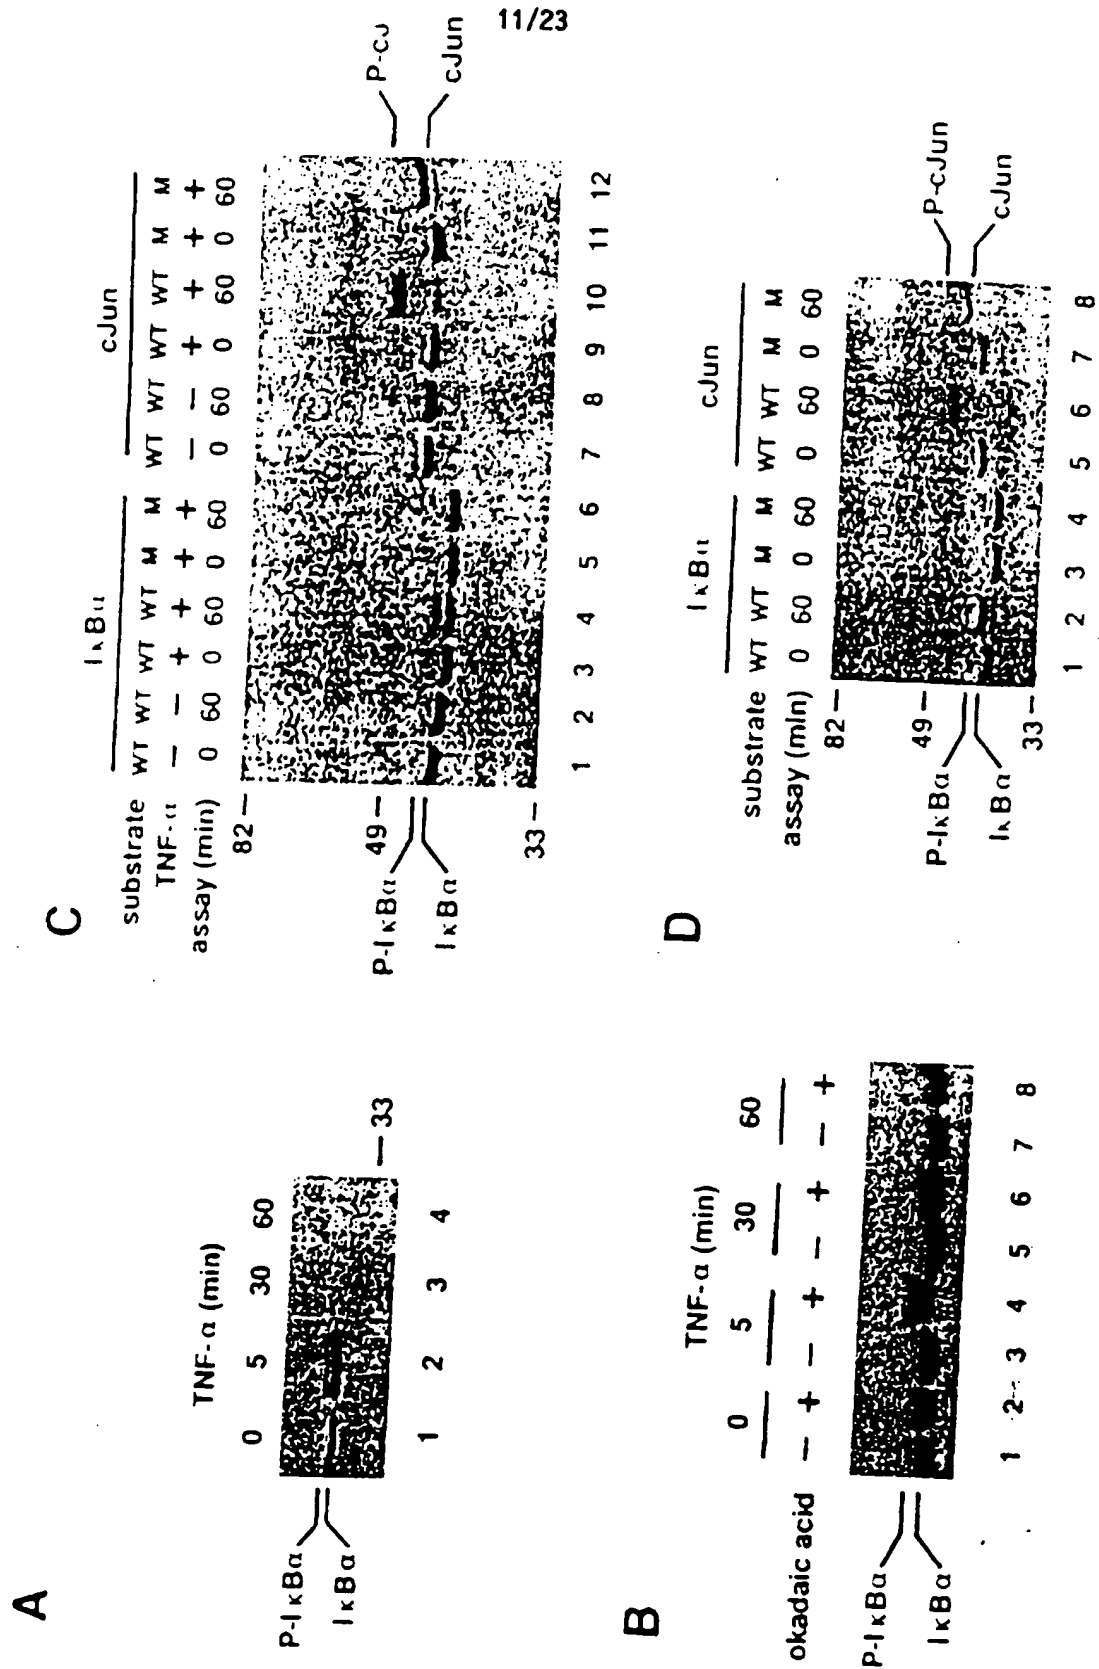 11/23
A
TNF-α (min)
0 5 30 60
P-IκBα
IκBα
33
1 2 3 4
B
TNF-α (min)
0 5 30 60
okadaic acid − + − + − + − +
P-IκBα
IκBα
1 2 3 4 5 6 7 8
C
IκBα cJun
substrate WT WT WT WT M M WT WT WT WT M M
TNF-α − − + + + + − − + + + +
assay (min) 0 60 0 60 0 60 0 60 0 60 0 60
82
49
P-IκBα
IκBα
33
P-cJ
cJun
1 2 3 4 5 6 7 8 9 10 11 12
D
IκBα cJun
substrate WT WT M M WT WT M M
assay (min) 0 60 0 60 0 60 0 60
82
49
P-IκBα
IκBα
33
P-cJun
cJun
1 2 3 4 5 6 7 8